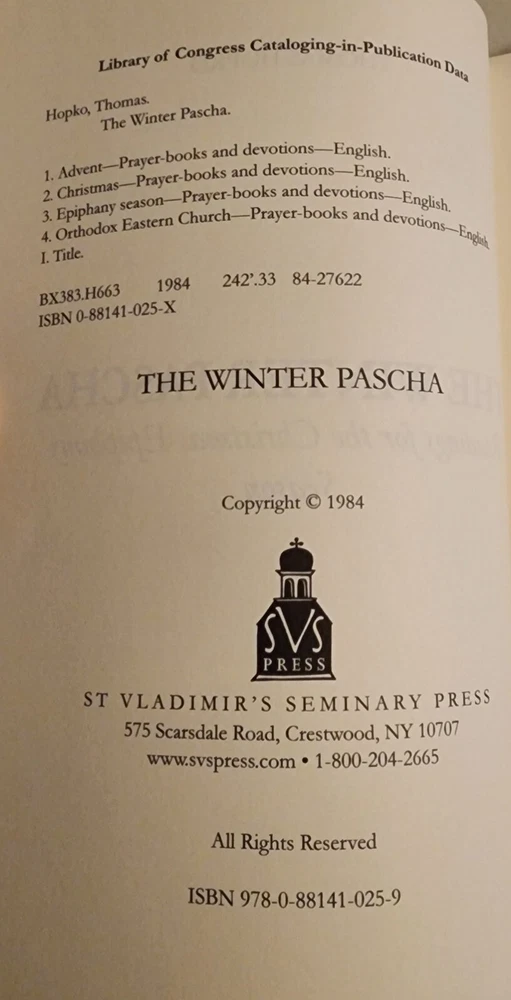 Library of Congress Cataloging-in-Publication Data
Hopko, Thomas.
The Winter Pascha.
1. Advent—Prayer-books and devotions—English.
2. Christmas—Prayer-books and devotions—English.
3. Epiphany season—Prayer-books and devotions—English.
4. Orthodox Eastern Church—Prayer-books and devotions—English.
I. Title.
BX383.H663 1984 242'.33 84-27622
ISBN 0-88141-025-X
THE WINTER PASCHA
Copyright © 1984
SVS
PRESS
ST VLADIMIR'S SEMINARY PRESS
575 Scarsdale Road, Crestwood, NY 10707
www.svspress.com • 1-800-204-2665
All Rights Reserved
ISBN 978-0-88141-025-9